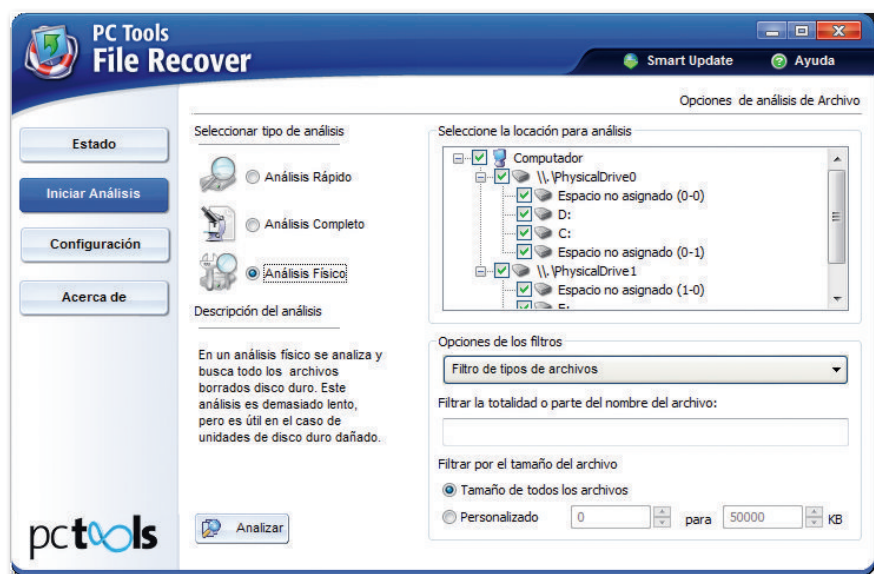 PC Tools
File Recover
Smart Update
Ayuda
Opciones de análisis de Archivo
Estado
Iniciar Análisis
Configuración
Acerca de
Seleccionar tipo de análisis
Análisis Rápido
Análisis Completo
Análisis Físico
Descripción del análisis
En un análisis físico se analiza y
busca todo los archivos
borrados disco duro. Este
análisis es demasiado lento,
pero es útil en el caso de
unidades de disco duro dañado.
Analizar
Seleccione la locación para análisis
Computador
\\.\PhysicalDrive0
Espacio no asignado (0-0)
D:
C:
Espacio no asignado (0-1)
\\.\PhysicalDrive1
Espacio no asignado (1-0)
Opciones de los filtros
Filtro de tipos de archivos
Filtrar la totalidad o parte del nombre del archivo:
Filtrar por el tamaño del archivo
Tamaño de todos los archivos
Personalizado 0 para 50000 KB
pctools